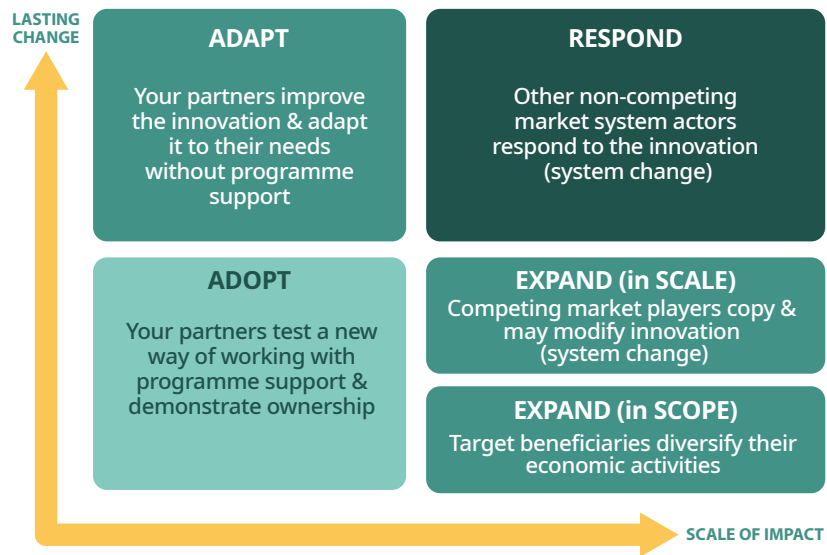 LASTING
CHANGE
ADAPT
Your partners improve
the innovation & adapt
it to their needs
without programme
support
RESPOND
Other non-competing
market system actors
respond to the innovation
(system change)
ADOPT
Your partners test a new
way of working with
programme support &
demonstrate ownership
EXPAND (in SCALE)
Competing market players copy &
may modify innovation
(system change)
EXPAND (in SCOPE)
Target beneficiaries diversify their
economic activities
SCALE OF IMPACT